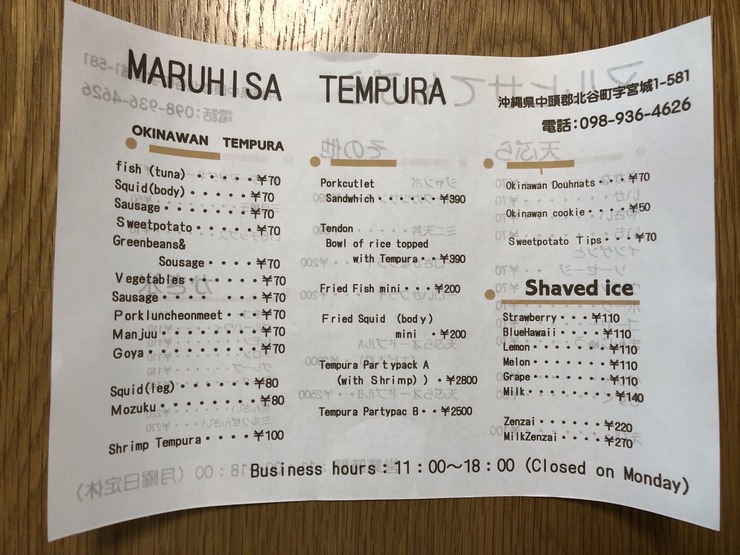 MARUHISA TEMPURA
沖縄県中頭郡北谷町字宮城1-581
電話:098-936-4626
OKINAWAN TEMPURA
fish (tuna)・・・・・¥70
Squid(body)・・・・・¥70
Sausage・・・・・・・¥70
Sweetpotato・・・・・¥70
Greenbeans&
Sousage・・・・¥70
Vegetables・・・・・¥70
Sausage・・・・・・¥70
Porkluncheonmeet・・・¥70
Manjuu・・・・・・・¥70
Goya・・・・・・・・¥70
Squid(leg)・・・・・¥80
Mozuku・・・・・・・¥80
Shrimp Tempura・・・・¥100
Porkcutlet
Sandwhich・・・・・¥390
Tendon
Bowl of rice topped
with Tempura・・¥390
Fried Fish mini・・・¥200
Fried Squid (body)
mini ・¥200
Tempura Partypack A
(with Shrimp))・¥2800
Tempura Partypac B・・¥2500
Okinawan Douhnats・・・¥70
Okinawan cookie・・・・¥50
Sweetpotato Tips・・・¥70
Shaved ice
Strawberry・・・¥110
BlueHawaii・・・¥110
Lemon・・・・・・¥110
Melon・・・・・・¥110
Grape・・・・・・¥110
Milk・・・・・・・¥140
Zenzai・・・・・¥220
MilkZenzai・・・¥270
Business hours:11:00～18:00 (Closed on Monday)